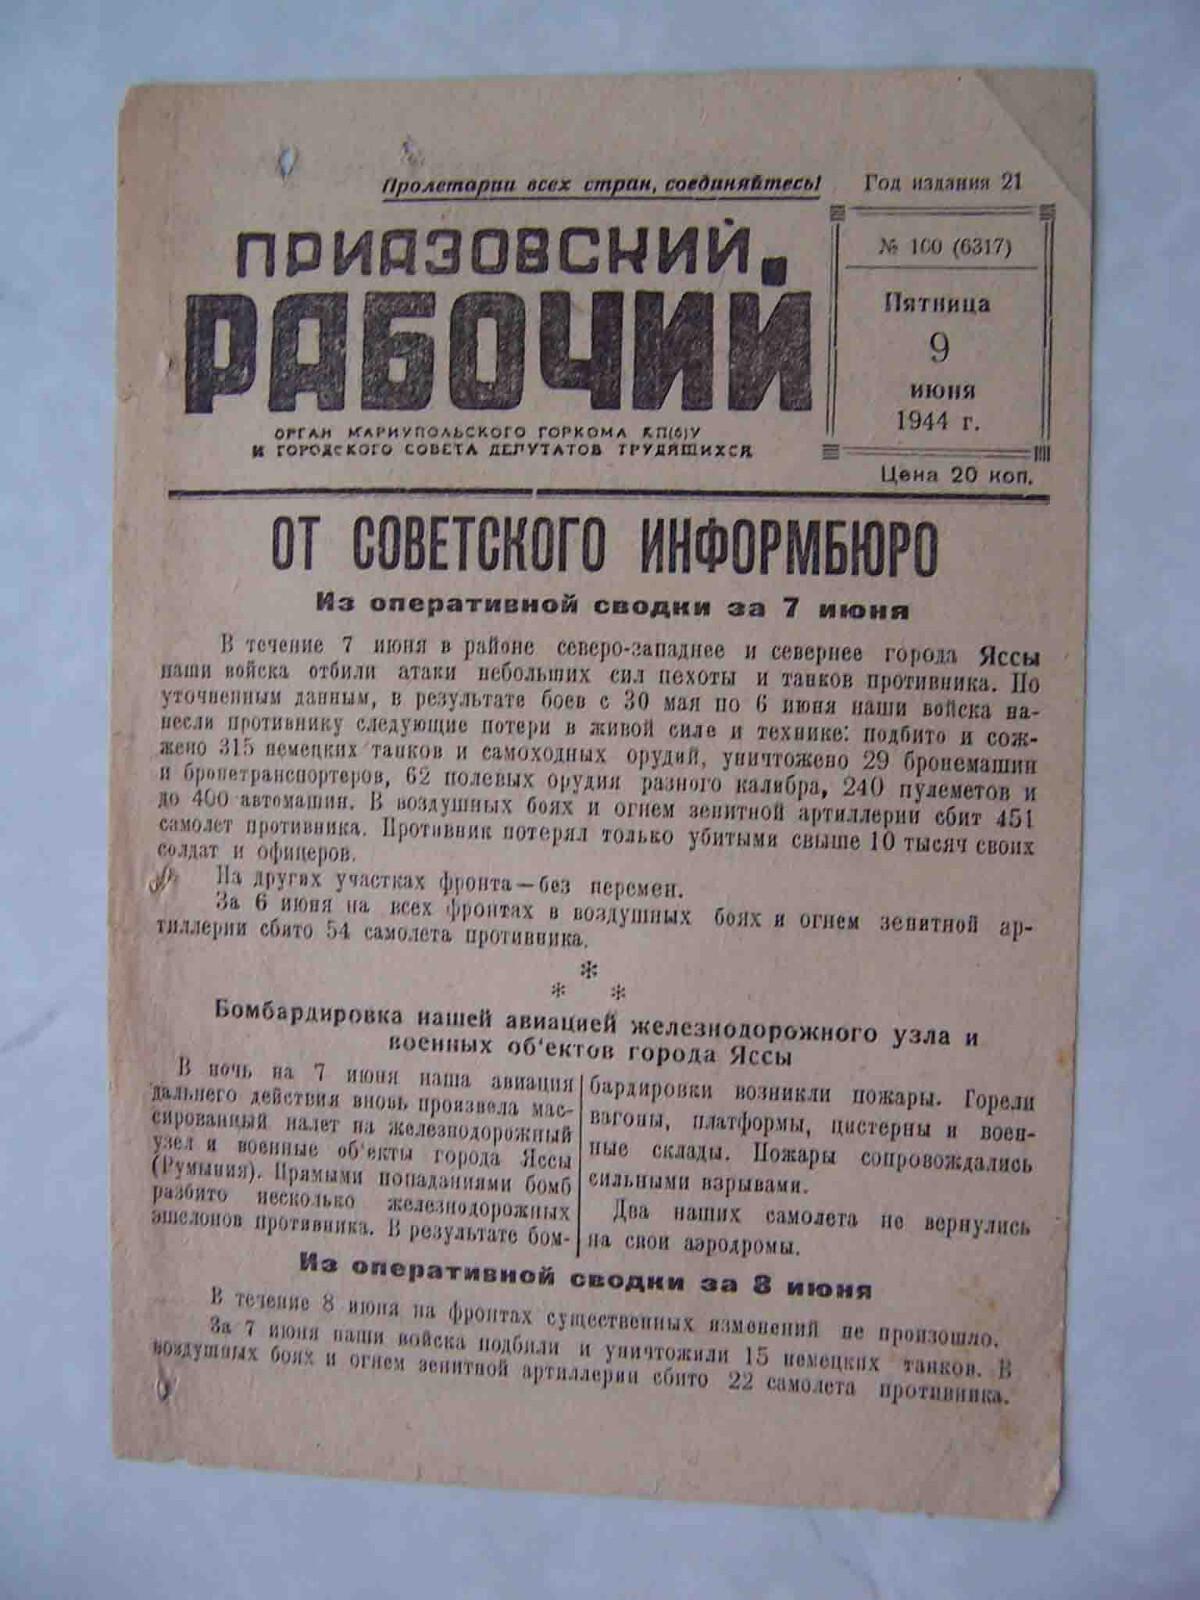 Пролетарии всех стран, соединяйтесь!
Год издания 21
ПРИАЗОВСКИЙ
РАБОЧИЙ
ОРГАН МАРИУПОЛЬСКОГО ГОРКОМА КП(б)У
И ГОРОДСКОГО СОВЕТА ДЕПУТАТОВ ТРУДЯЩИХСЯ
№ 100 (6317)
Пятница
9
июня
1944 г.
Цена 20 коп.
ОТ СОВЕТСКОГО ИНФОРМБЮРО
Из оперативной сводки за 7 июня
В течение 7 июня в районе северо-западнее и севернее города Яссы
наши войска отбили атаки небольших сил пехоты и танков противника. По
уточненным данным, в результате боев с 30 мая по 6 июня наши войска на-
несли противнику следующие потери в живой силе и технике: подбито и сож-
жено 315 немецких танков и самоходных орудий, уничтожено 29 бронемашин
и бронетранспортеров, 62 полевых орудия разного калибра, 240 пулеметов и
до 400 автомашин. В воздушных боях и огнем зенитной артиллерии сбит 451
самолет противника. Противник потерял только убитыми свыше 10 тысяч своих
солдат и офицеров.
На других участках фронта—без перемен.
За 6 июня на всех фронтах в воздушных боях и огнем зенитной ар-
тиллерии сбито 54 самолета противника.
*
* *
Бомбардировка нашей авиацией железнодорожного узла и
военных об'ектов города Яссы
В ночь на 7 июня наша авиация
дальнего действия вновь произвела мас-
сированный налет на железнодорожный
узел и военные об'екты города Яссы
(Румыния). Прямыми попаданиями бомб
разбито несколько железнодорожных
эшелонов противника. В результате бом-
бардировки возникли пожары. Горели
вагоны, платформы, цистерны и воен-
ные склады. Пожары сопровождались
сильными взрывами.
Два наших самолета не вернулись
на свои аэродромы.
Из оперативной сводки за 8 июня
В течение 8 июня на фронтах существенных изменений не произошло.
За 7 июня наши войска подбили и уничтожили 15 немецких танков. В
воздушных боях и огнем зенитной артиллерии сбито 22 самолета противника.